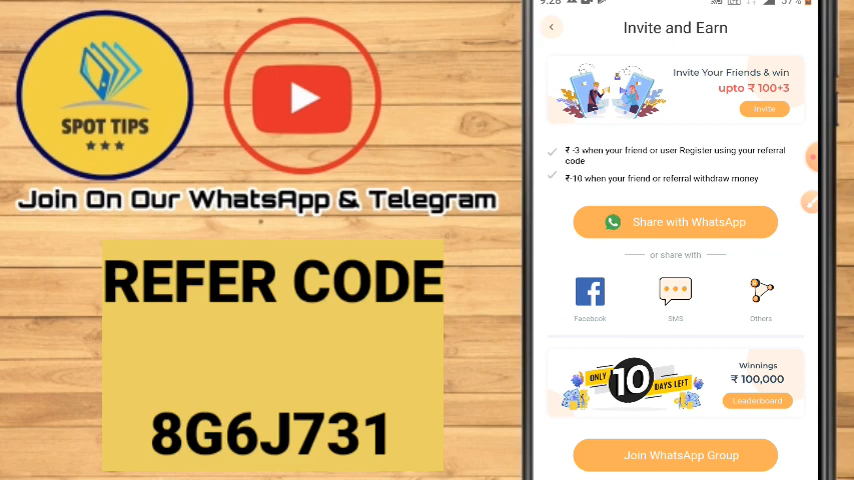 SPOT TIPS
Join On Our WhatsApp & Telegram
REFER CODE
8G6J731
9:28
37%
Invite and Earn
Invite Your Friends & win
upto ₹ 100+3
Invite
₹ -3 when your friend or user Register using your referral
code
₹-10 when your friend or referral withdraw money
Share with WhatsApp
or share with
Facebook
SMS
Others
ONLY
10
DAYS LEFT
Winnings
₹ 100,000
Leaderboard
Join WhatsApp Group